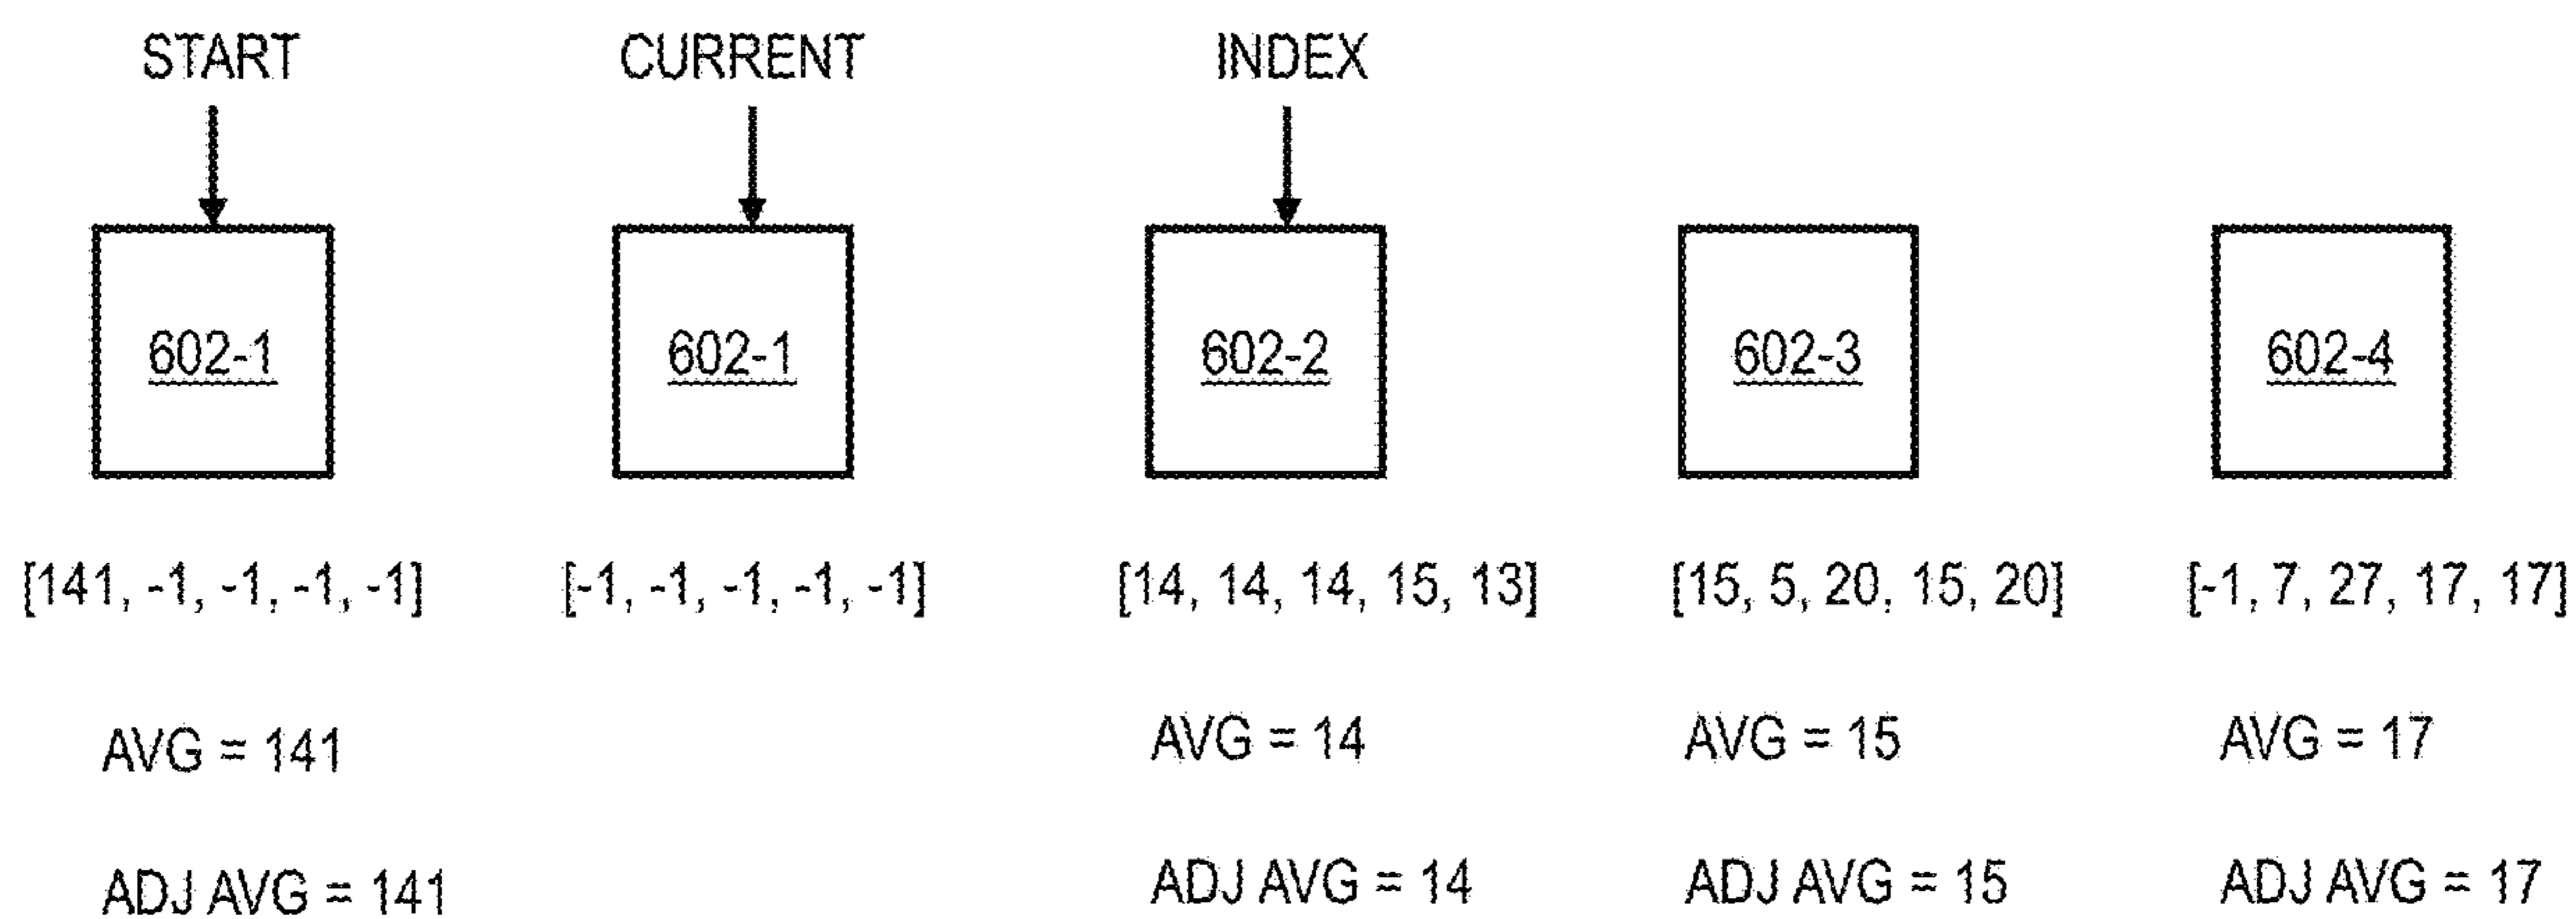 START CURRENT INDEX
602-1 602-1 602-2 602-3 602-4
[141, -1, -1, -1, -1] [-1, -1, -1, -1, -1] [14, 14, 14, 15, 13] [15, 5, 20, 15, 20] [-1, 7, 27, 17, 17]
AVG = 141 AVG = 14 AVG = 15 AVG = 17
ADJ AVG = 141 ADJ AVG = 14 ADJ AVG = 15 ADJ AVG = 17